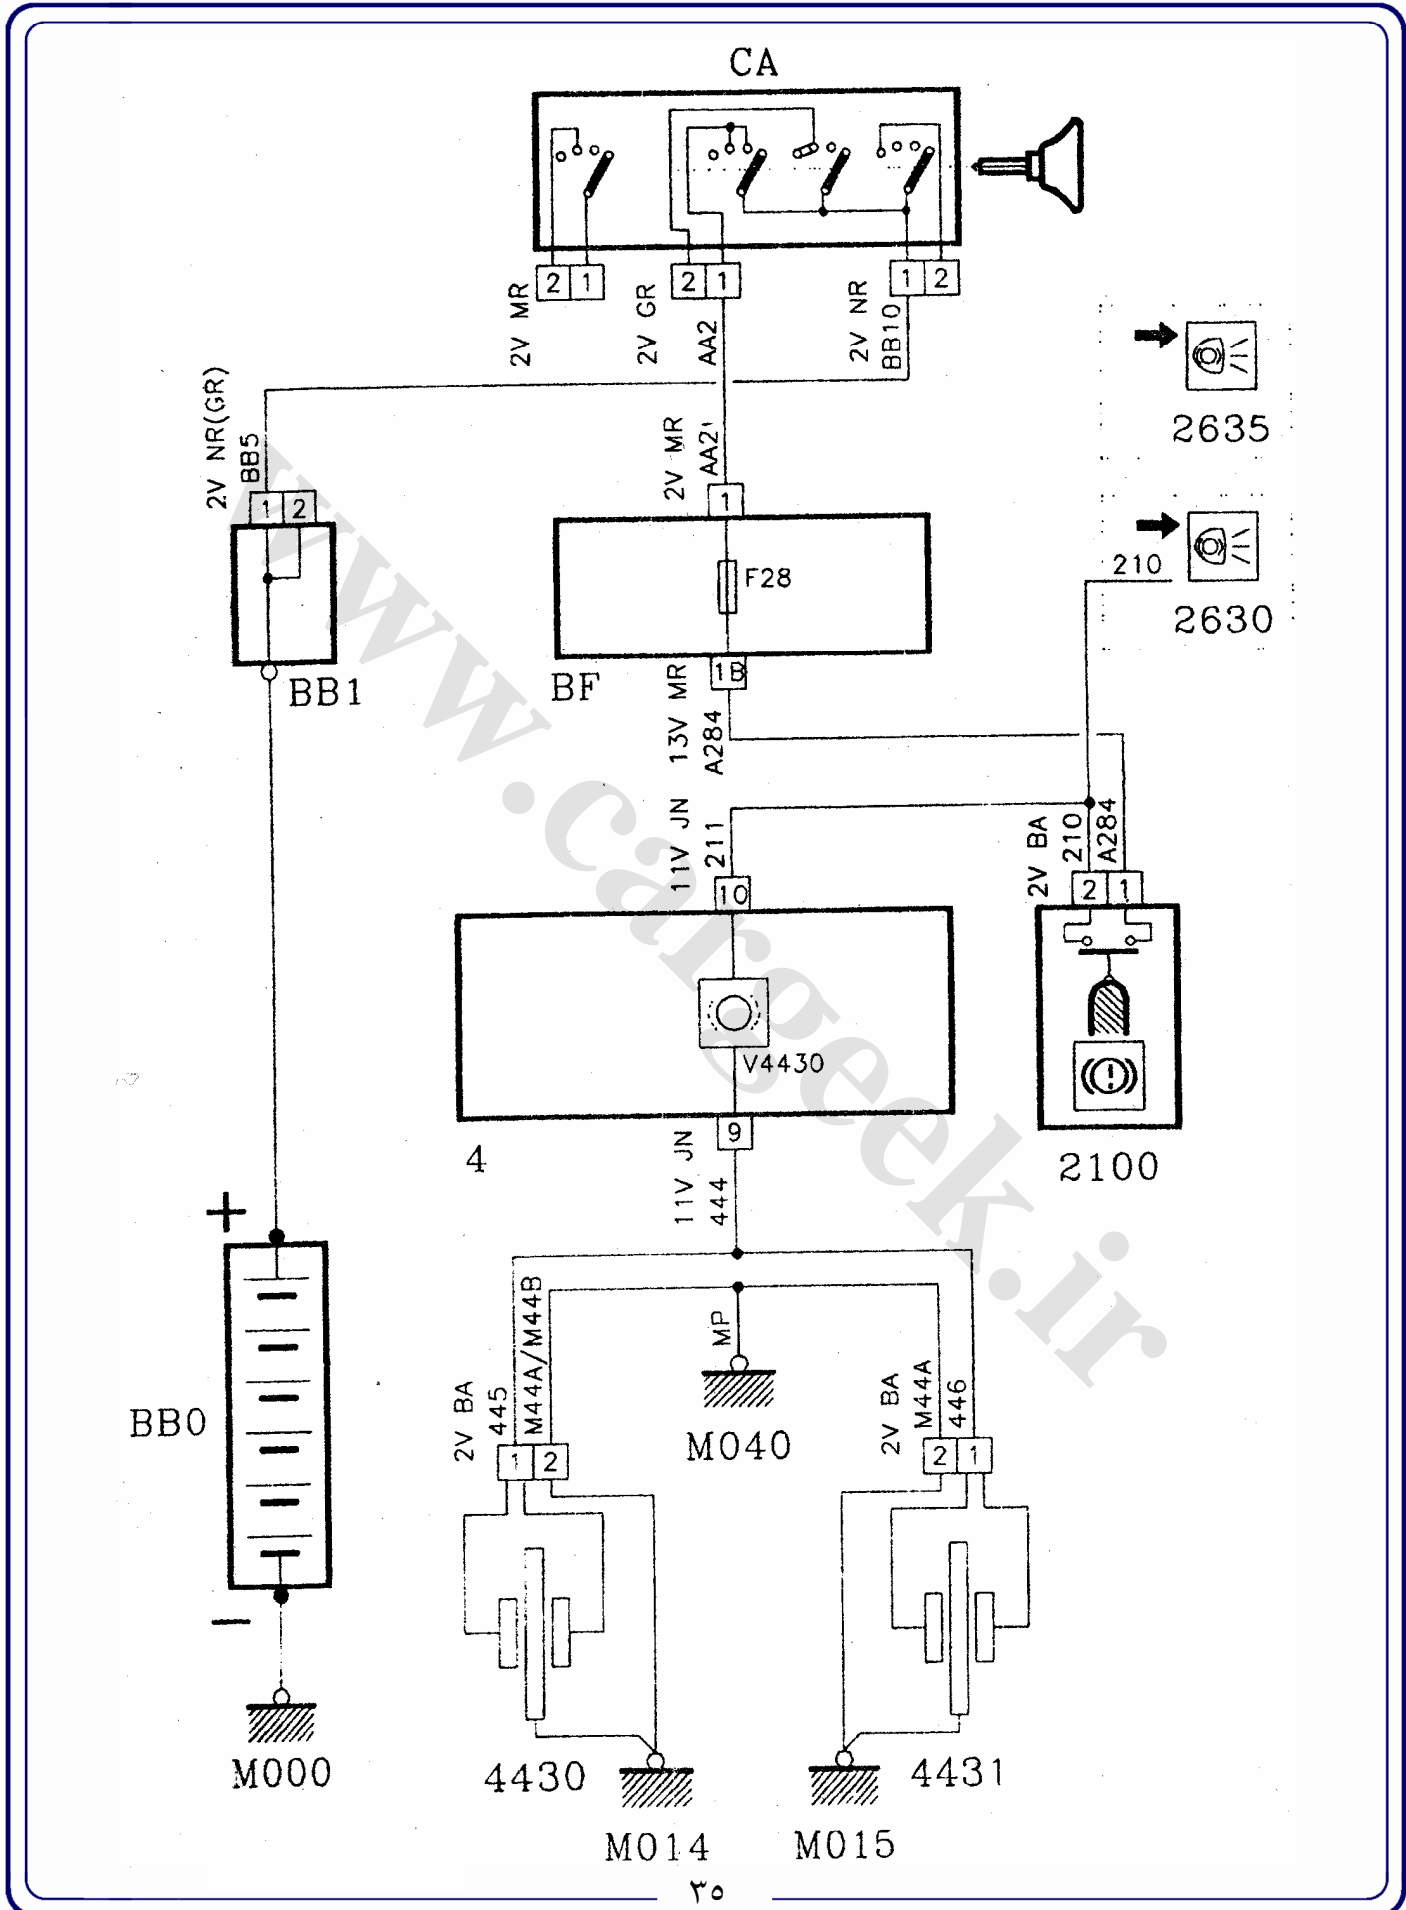 CA
2 1
2 1
1 2
2V MR
2V GR
AA2
2V NR
BB10
2635
2V NR(GR)
BB5
2V MR
AA2
1 2
1
F28
210
2630
BB1
BF
1B
13V MR
A284
11V JN
211
2V BA
210
A284
10
2 1
V4430
9
4
11V JN
444
2100
+
BB0
MP
M040
2V BA
445
M44A/M44B
2V BA
M44A
446
1 2
2 1
−
M000
4430
4431
M014
M015
۳۵
www.cargeek.ir